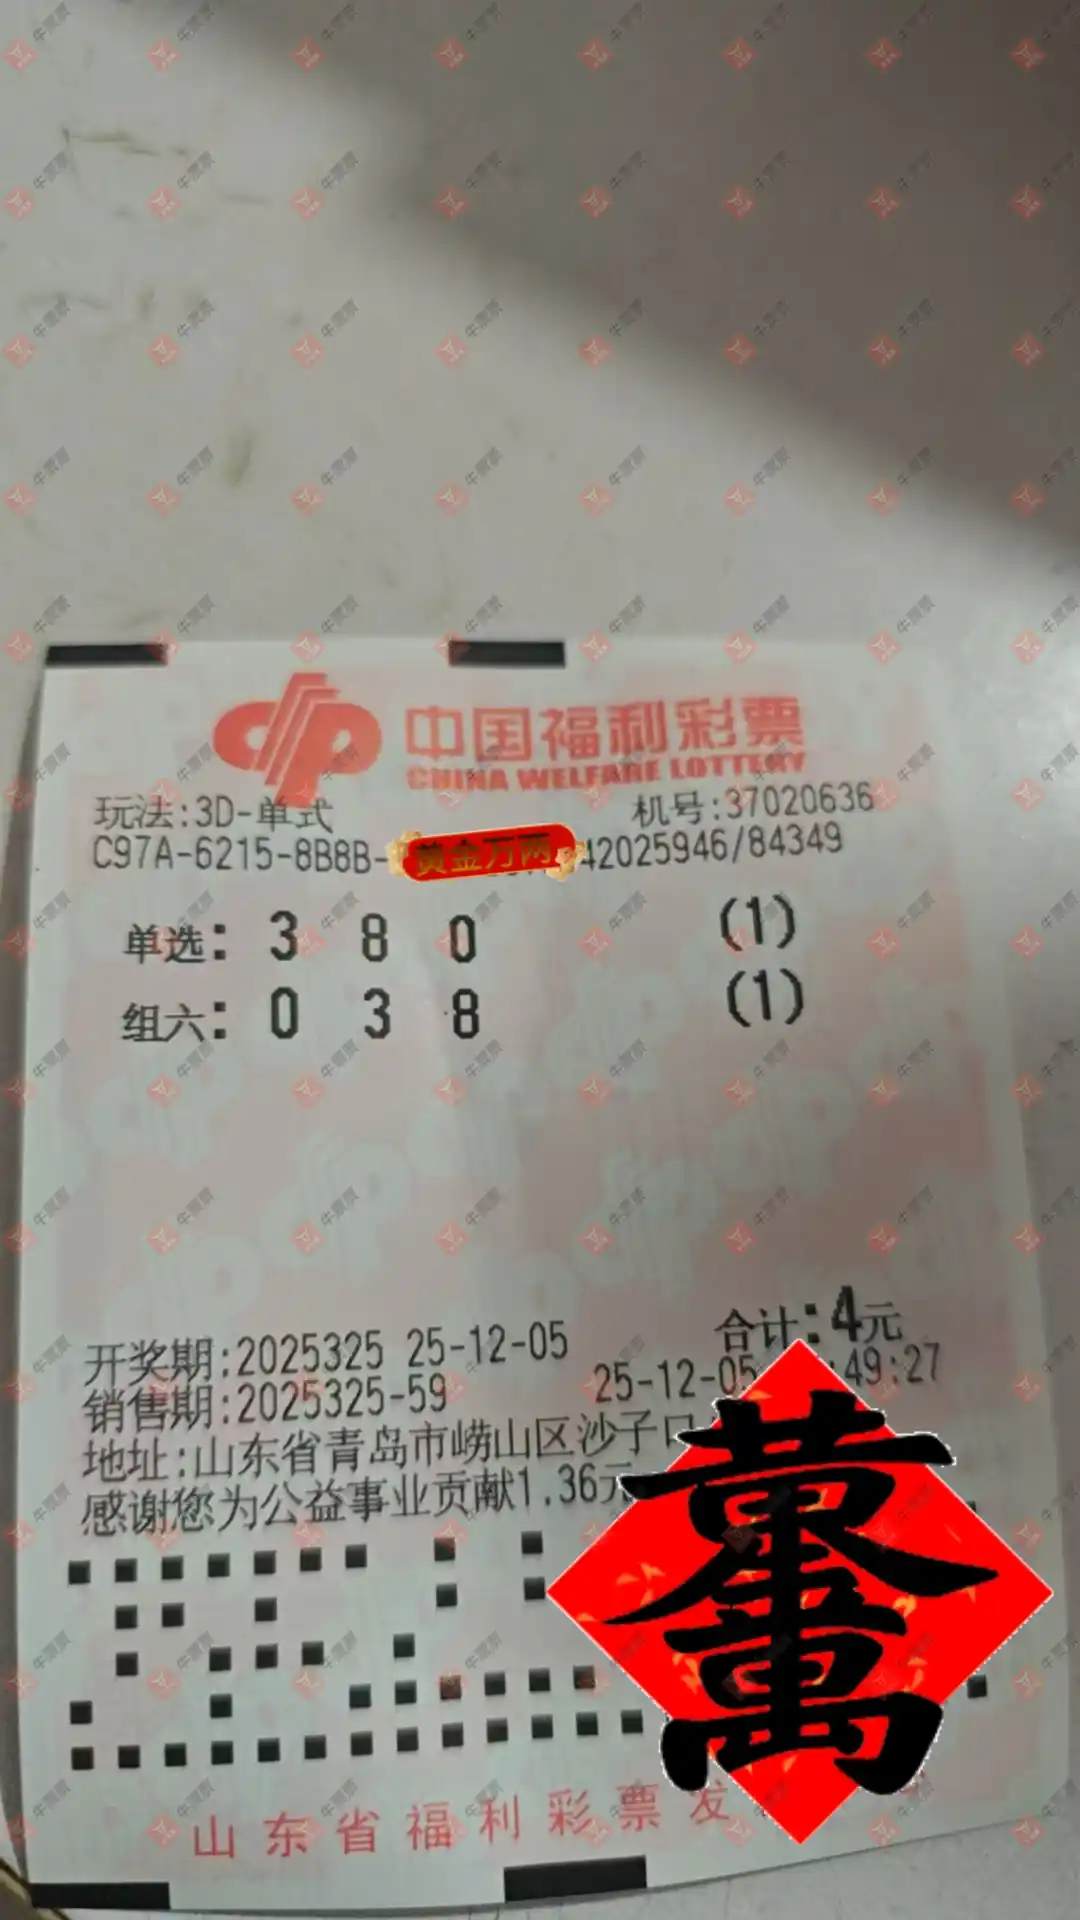 中国福利彩票
CHINA WELFARE LOTTERY
玩法:3D-单式 机号:37020636
C97A-6215-8B8B- 黄金万两 42025946/84349
单选: 3 8 0 (1)
组六: 0 3 8 (1)
合计:4元
开奖期:2025325 25-12-05
销售期:2025325-59 25-12-05 :49:27
地址:山东省青岛市崂山区沙子口
感谢您为公益事业贡献1.36元
山东省福利彩票发
牛票票